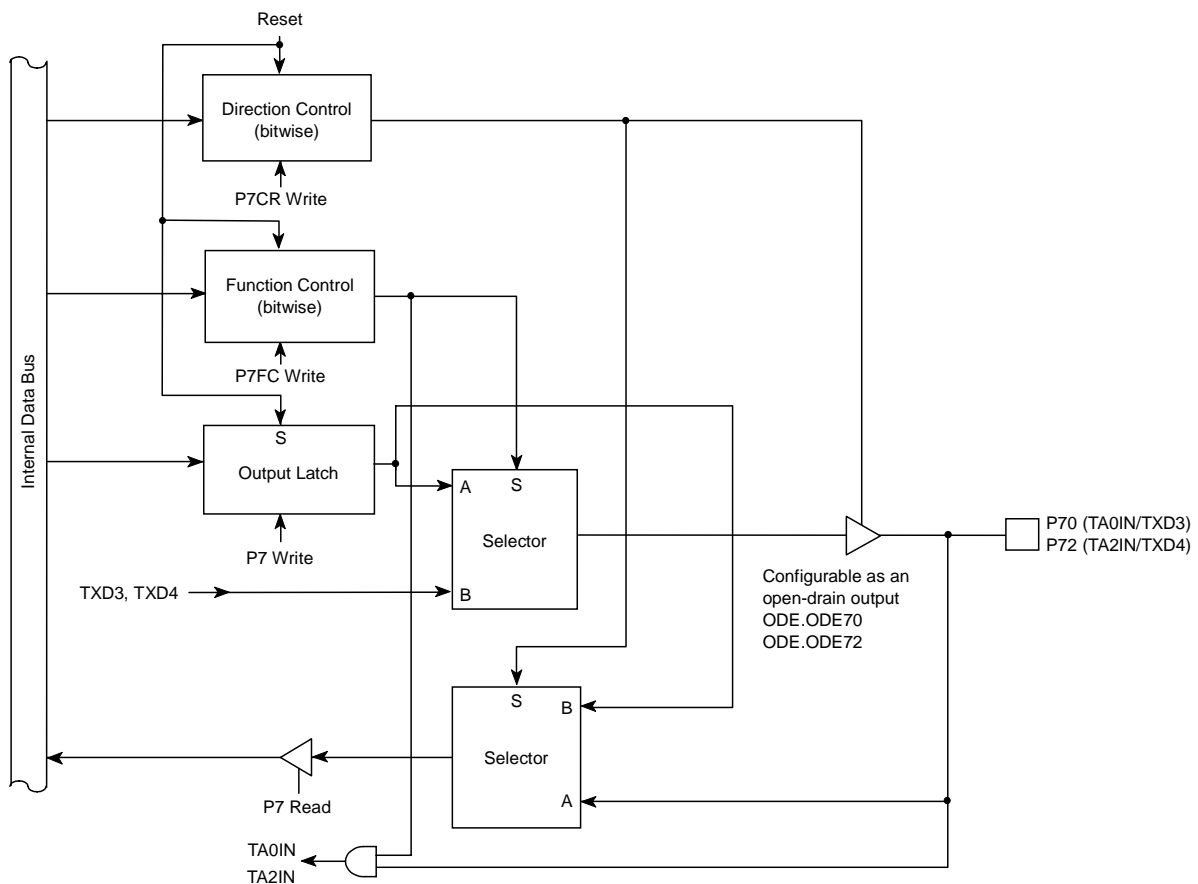 Reset
Direction Control
(bitwise)
P7CR Write
Function Control
(bitwise)
P7FC Write
Internal Data Bus
S
Output Latch
P7 Write
TXD3, TXD4
A
S
Selector
B
P70 (TA0IN/TXD3)
P72 (TA2IN/TXD4)
Configurable as an
open-drain output
ODE.ODE70
ODE.ODE72
S
B
Selector
A
P7 Read
TA0IN
TA2IN